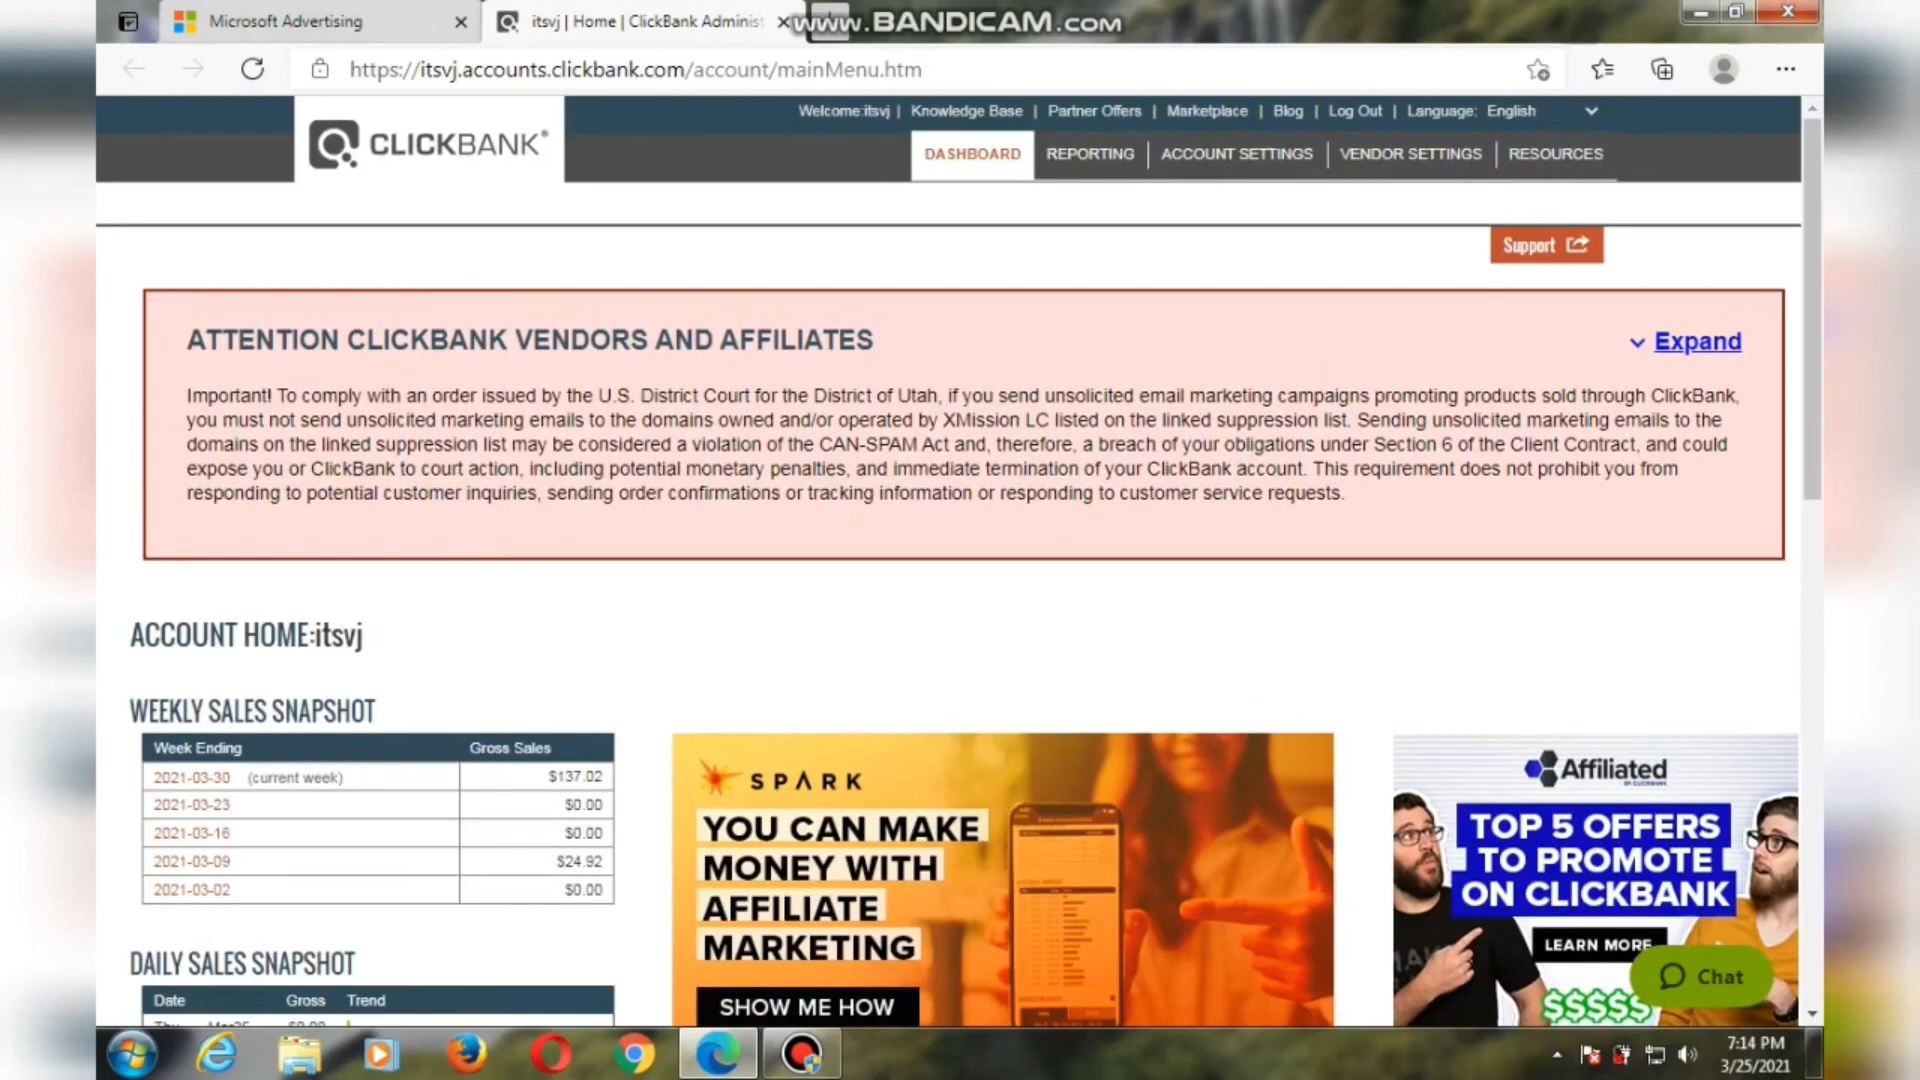 Microsoft Advertising
itsvj | Home | ClickBank Adminis
www.BANDICAM.com
https://itsvj.accounts.clickbank.com/account/mainMenu.htm
Welcome:itsvj | Knowledge Base | Partner Offers | Marketplace | Blog | Log Out | Language: English
CLICKBANK®
DASHBOARD REPORTING ACCOUNT SETTINGS VENDOR SETTINGS RESOURCES
Support
ATTENTION CLICKBANK VENDORS AND AFFILIATES
Expand
Important! To comply with an order issued by the U.S. District Court for the District of Utah, if you send unsolicited email marketing campaigns promoting products sold through ClickBank,
you must not send unsolicited marketing emails to the domains owned and/or operated by XMission LC listed on the linked suppression list. Sending unsolicited marketing emails to the
domains on the linked suppression list may be considered a violation of the CAN-SPAM Act and, therefore, a breach of your obligations under Section 6 of the Client Contract, and could
expose you or ClickBank to court action, including potential monetary penalties, and immediate termination of your ClickBank account. This requirement does not prohibit you from
responding to potential customer inquiries, sending order confirmations or tracking information or responding to customer service requests.
ACCOUNT HOME:itsvj
WEEKLY SALES SNAPSHOT
Week Ending Gross Sales
2021-03-30 (current week) $137.02
2021-03-23 $0.00
2021-03-16 $0.00
2021-03-09 $24.92
2021-03-02 $0.00
DAILY SALES SNAPSHOT
Date Gross Trend
SPARK
YOU CAN MAKE
MONEY WITH
AFFILIATE
MARKETING
SHOW ME HOW
Affiliated
BY CLICKBANK
TOP 5 OFFERS
TO PROMOTE
ON CLICKBANK
LEARN MORE
$$$$$
Chat
7:14 PM
3/25/2021